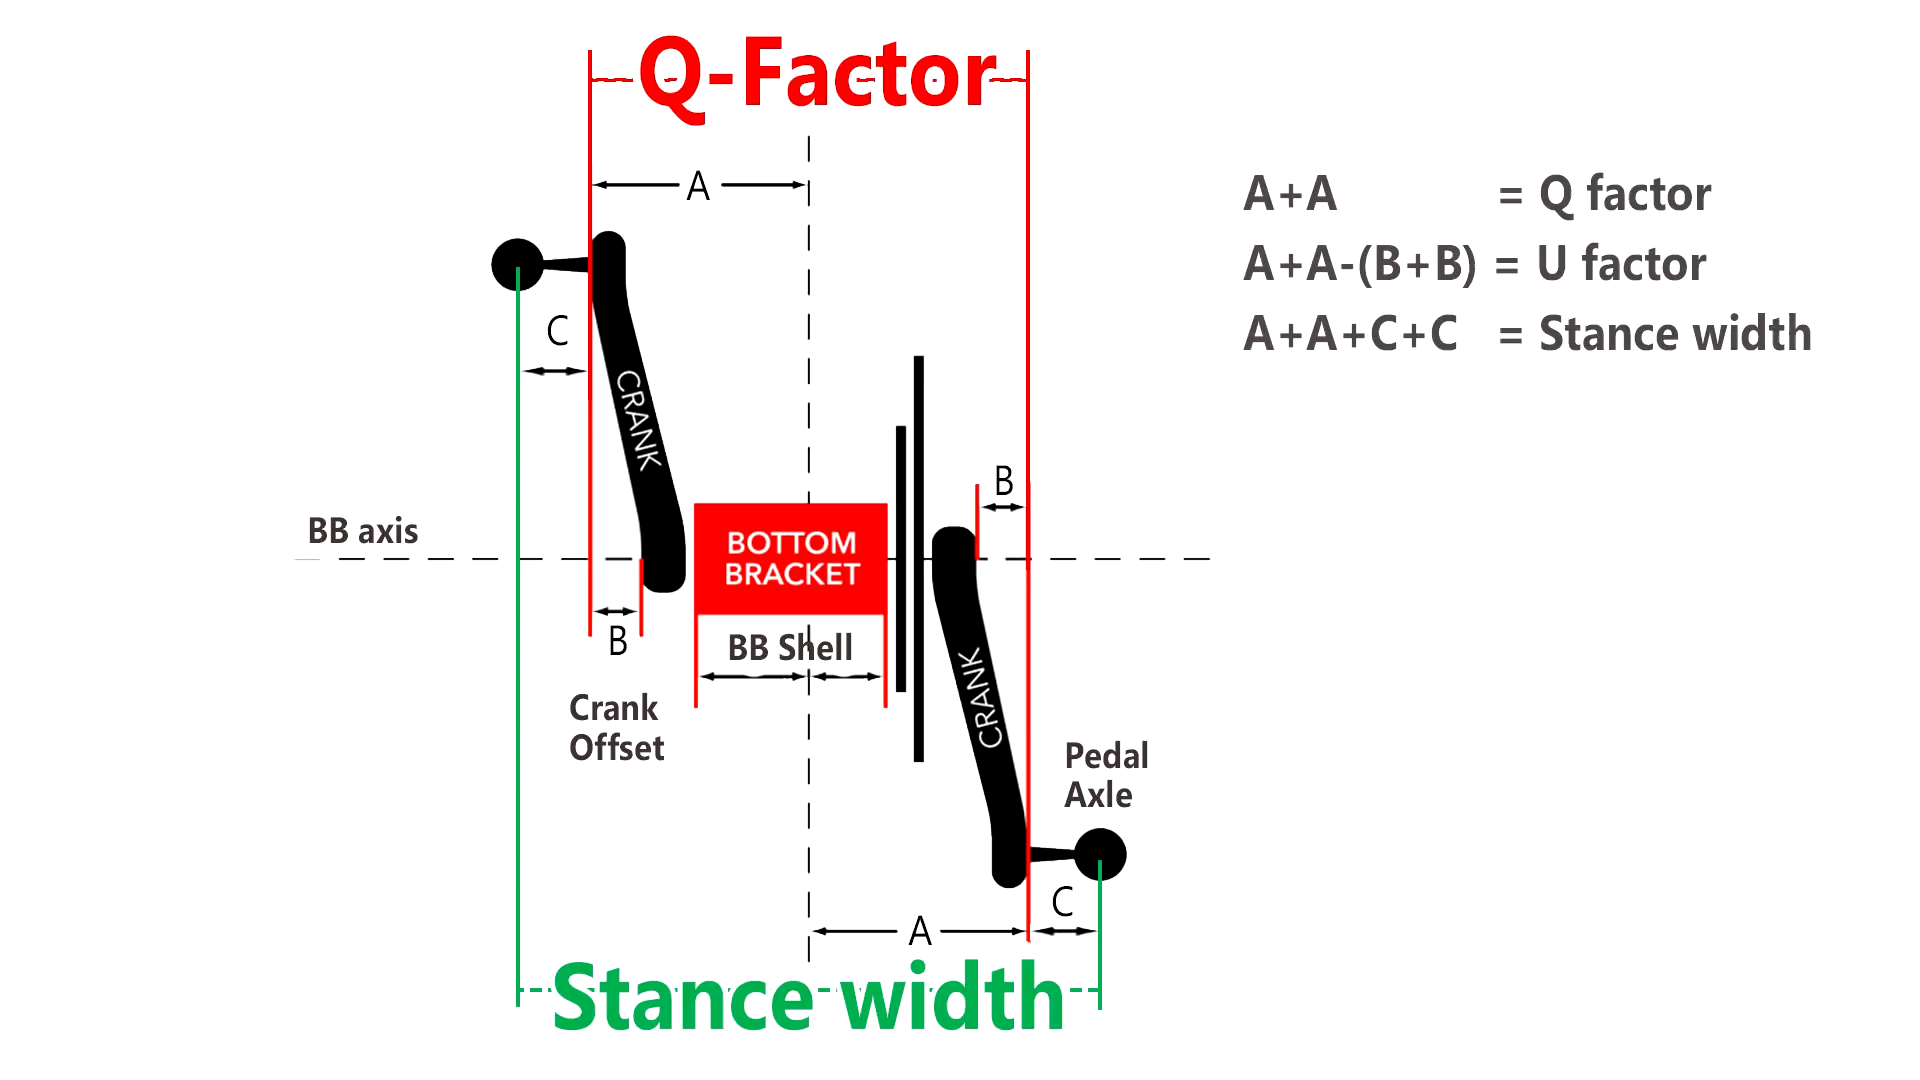 Q-Factor
A
A+A = Q factor
A+A-(B+B) = U factor
A+A+C+C = Stance width
C
CRANK
B
BB axis
BOTTOM
BRACKET
B
BB Shell
CRANK
Crank
Offset
Pedal
Axle
C
A
Stance width